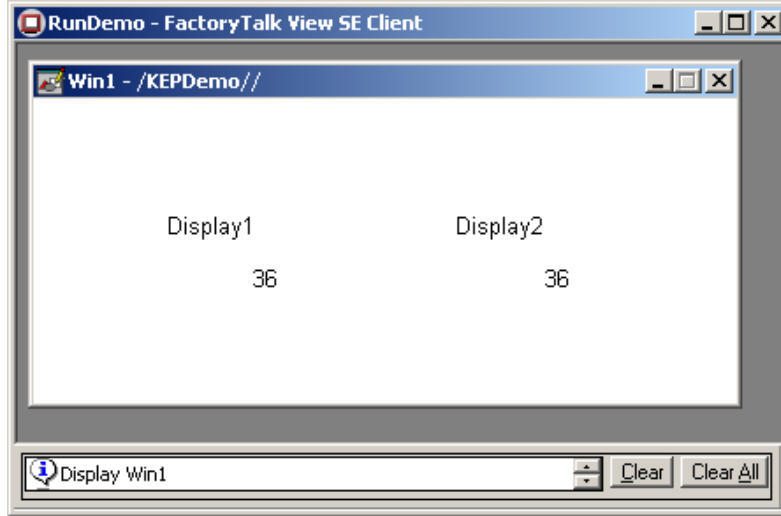 RunDemo - FactoryTalk View SE Client
Win1 - /KEPDemo//
Display1 Display2
36 36
Display Win1 Clear Clear All